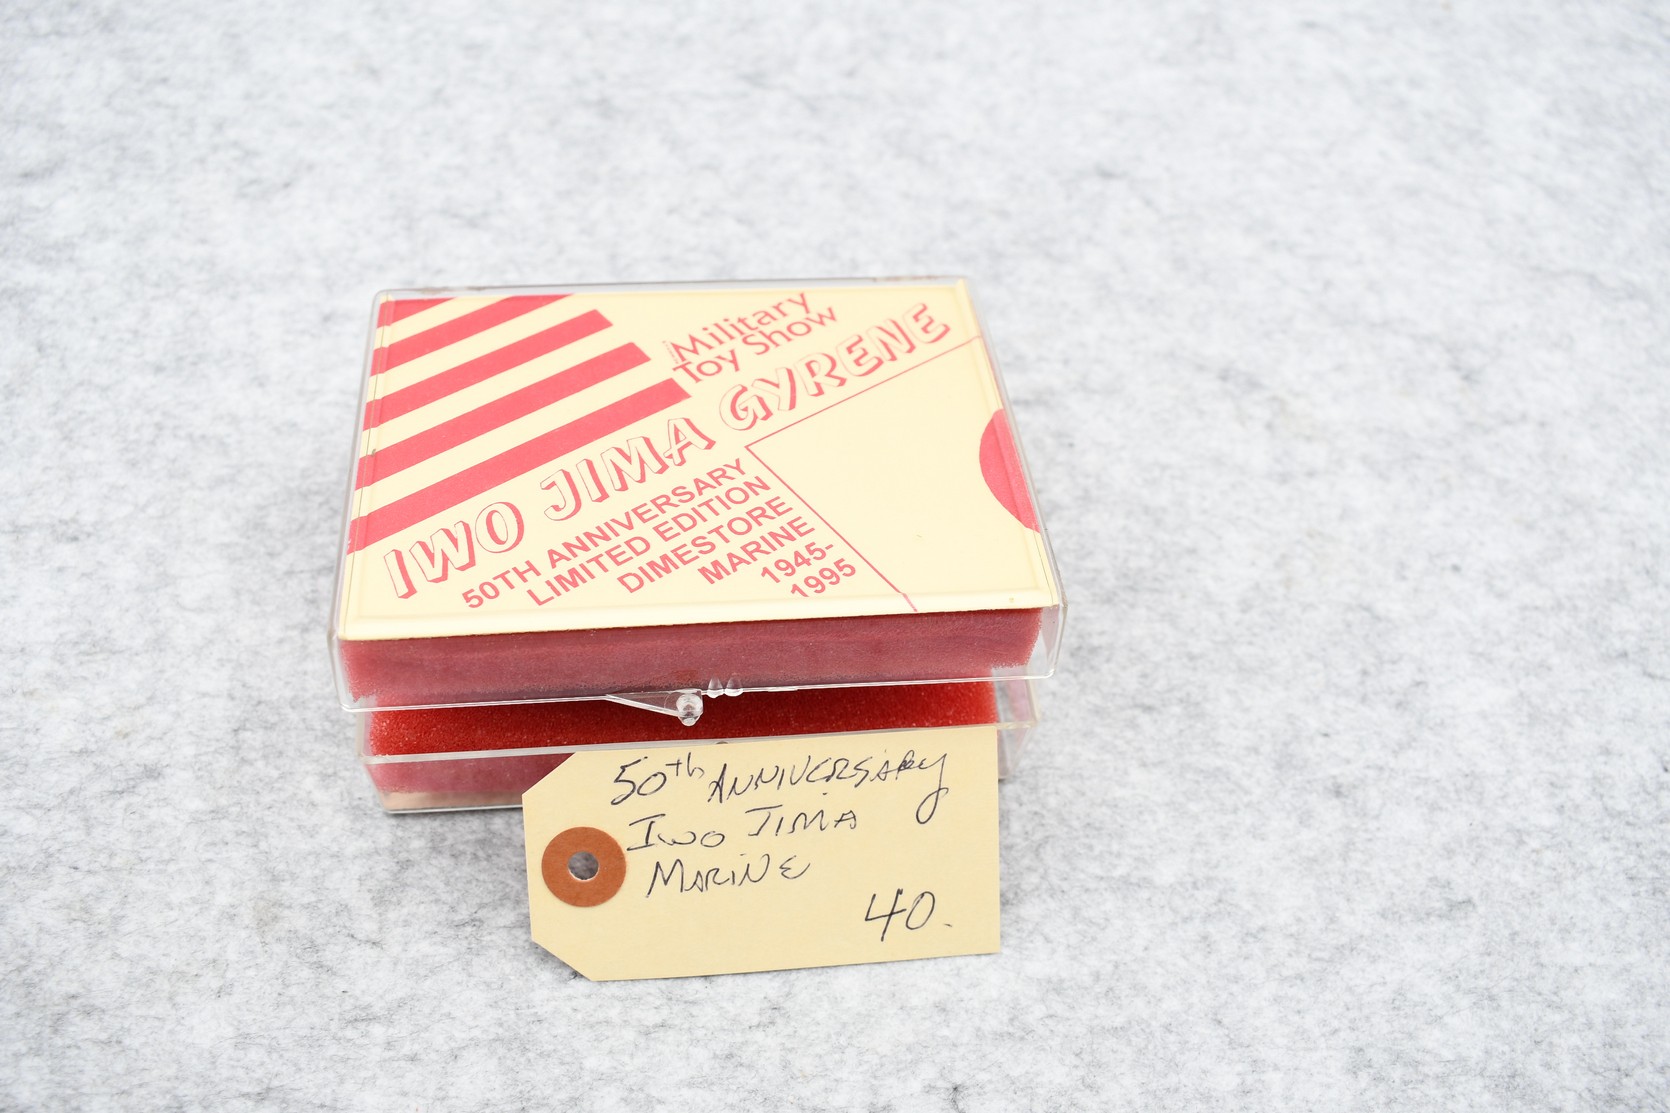 Military
Toy Show
IWO JIMA GYRENE
50TH ANNIVERSARY
LIMITED EDITION
DIMESTORE
MARINE
1945-
1995
50th ANNIVERSARY
IWO JIMA
MARINE
40.